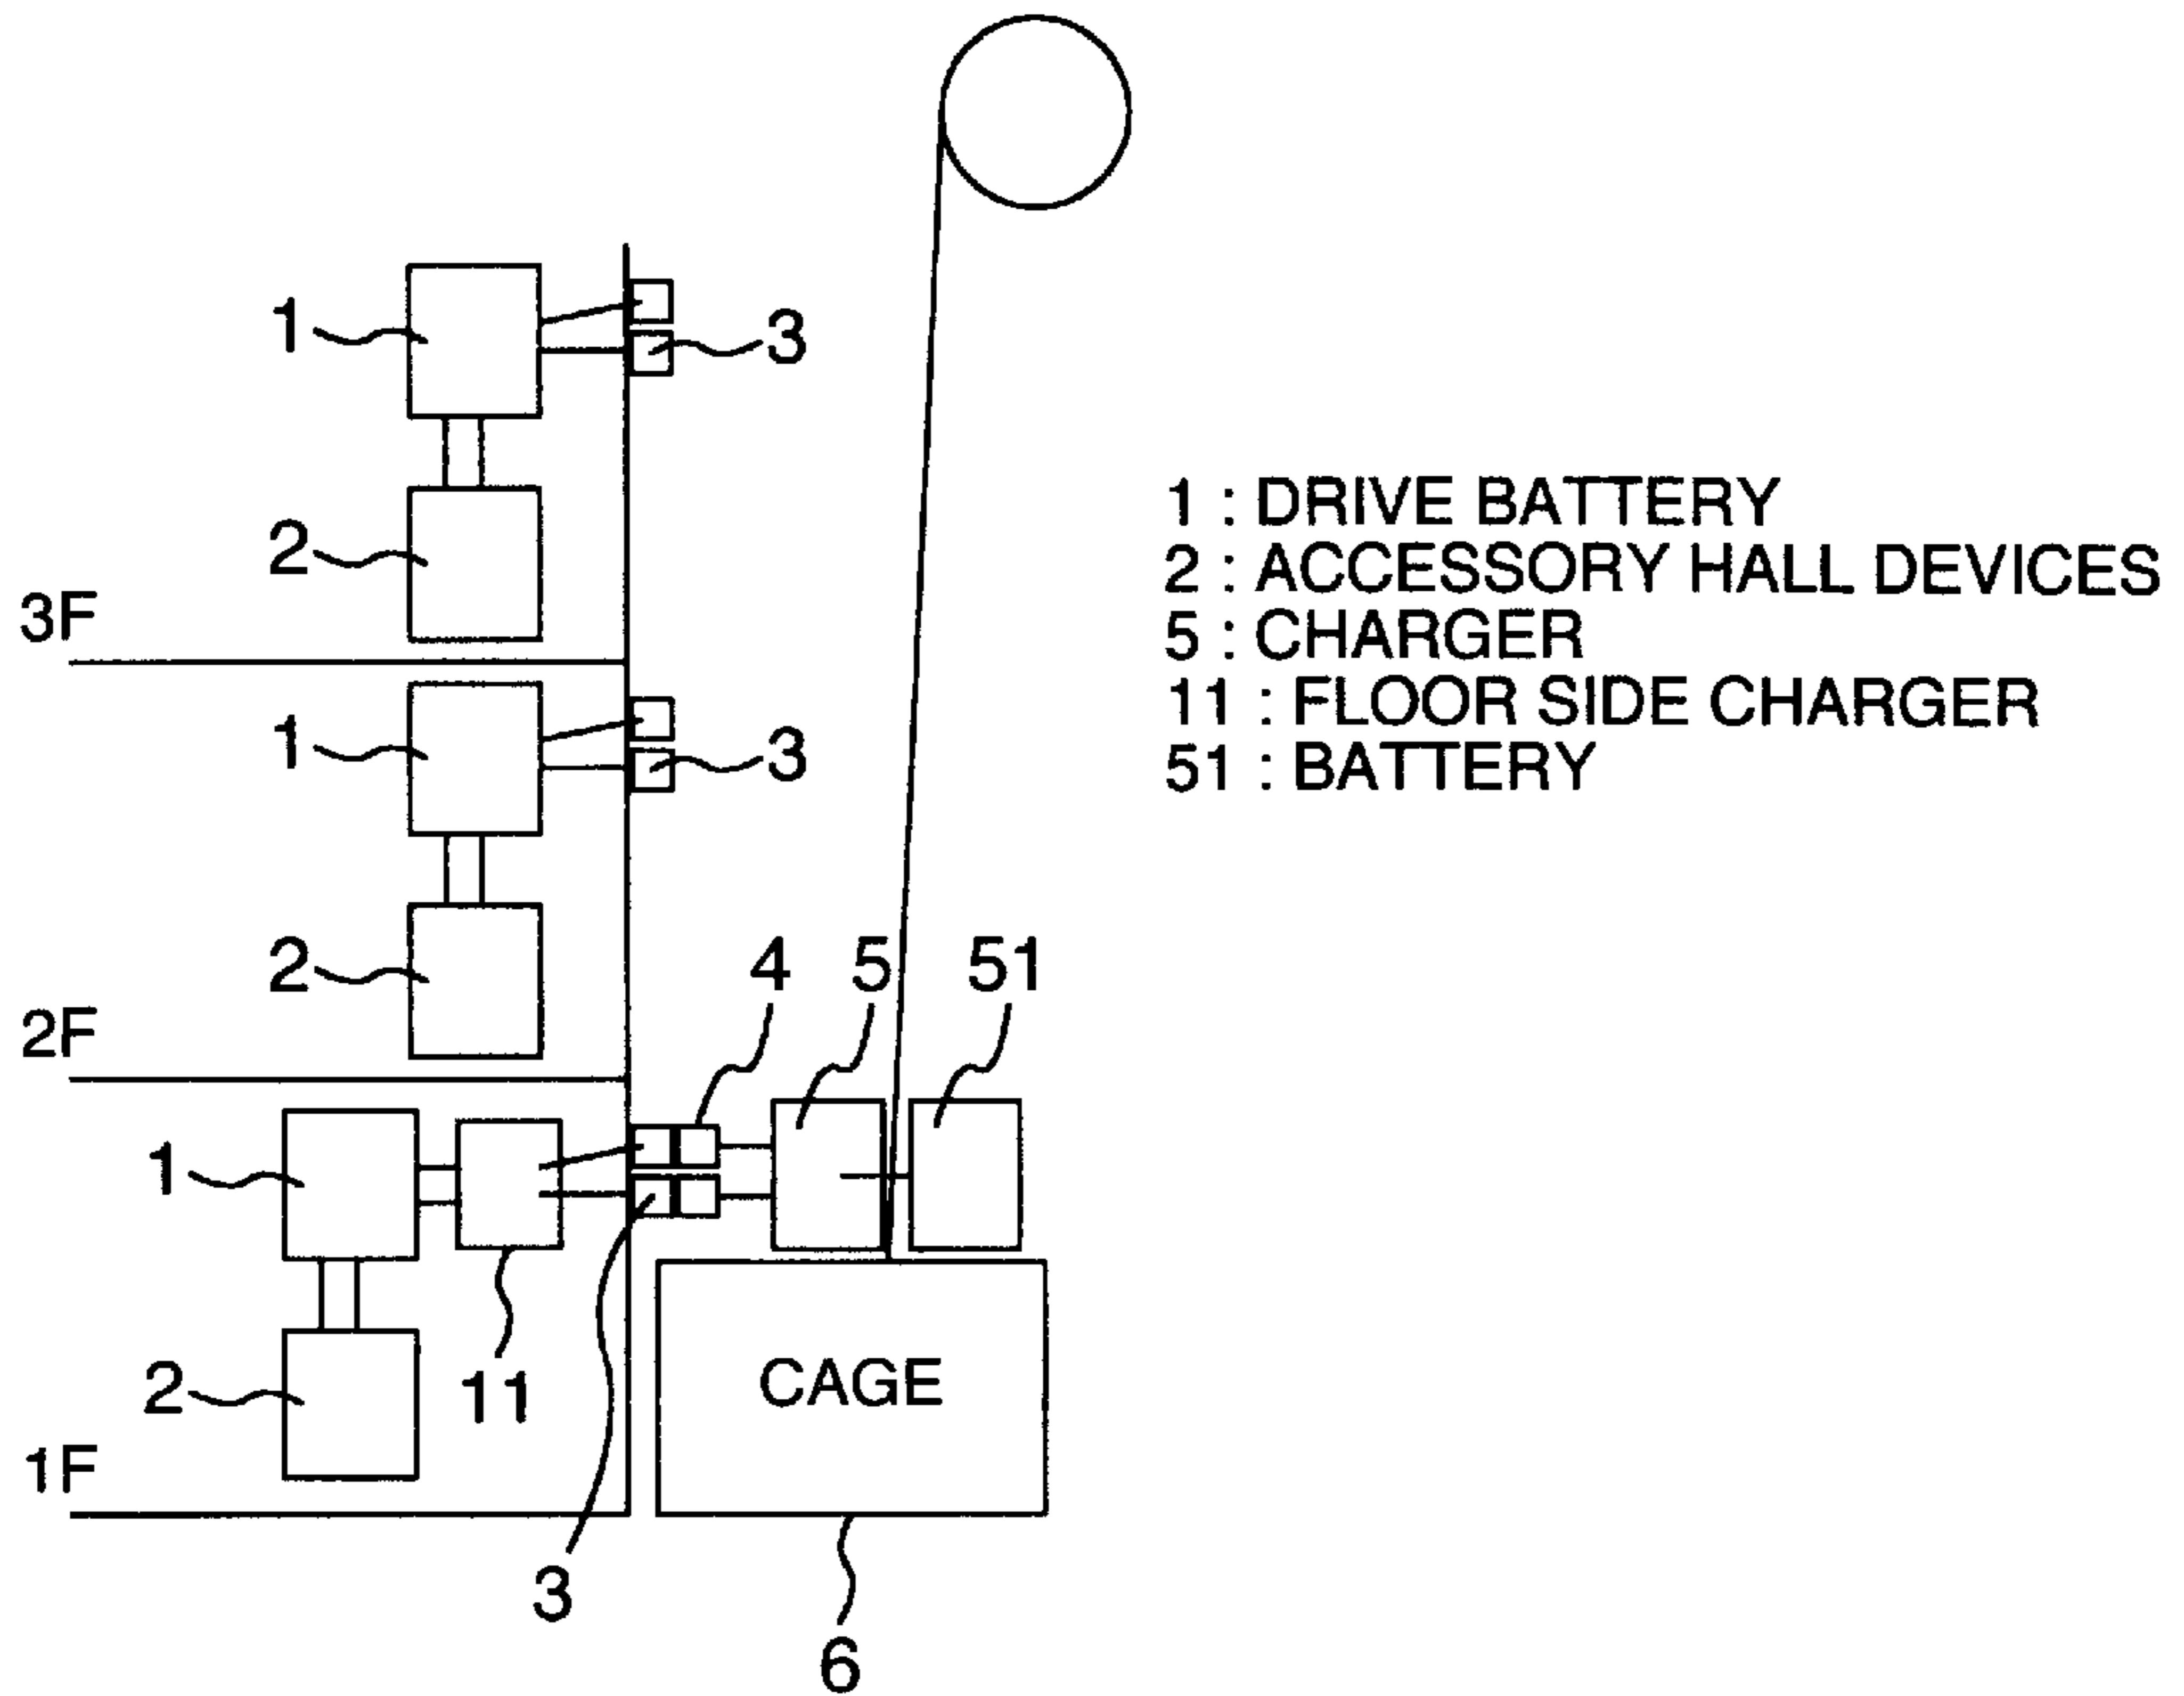 1
3
2
3F
1 : DRIVE BATTERY
2 : ACCESSORY HALL DEVICES
5 : CHARGER
11 : FLOOR SIDE CHARGER
51 : BATTERY
1
3
2
2F
4
5
51
1
11
2
CAGE
1F
3
6